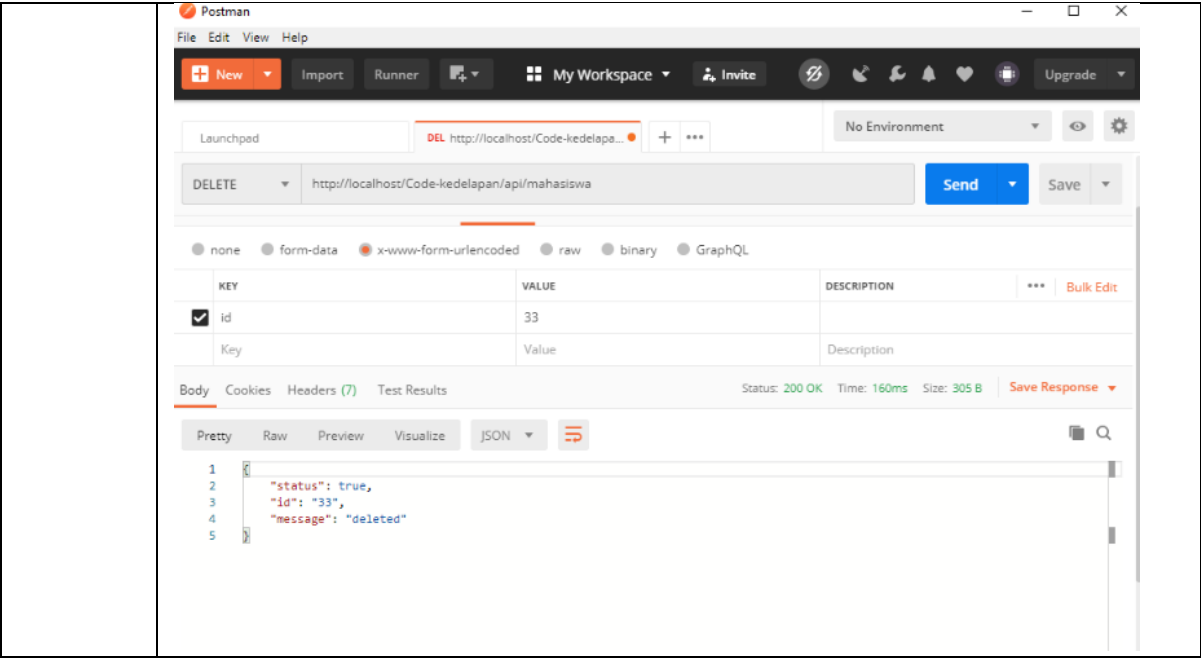 Postman
File Edit View Help
New Import Runner My Workspace Invite Upgrade
Launchpad DEL http://localhost/Code-kedelapa... No Environment
DELETE http://localhost/Code-kedelapan/api/mahasiswa Send Save
none form-data x-www-form-urlencoded raw binary GraphQL
KEY VALUE DESCRIPTION Bulk Edit
id 33
Key Value Description
Body Cookies Headers (7) Test Results Status: 200 OK Time: 160ms Size: 305 B Save Response
Pretty Raw Preview Visualize JSON
1 {
2 "status": true,
3 "id": "33",
4 "message": "deleted"
5 }